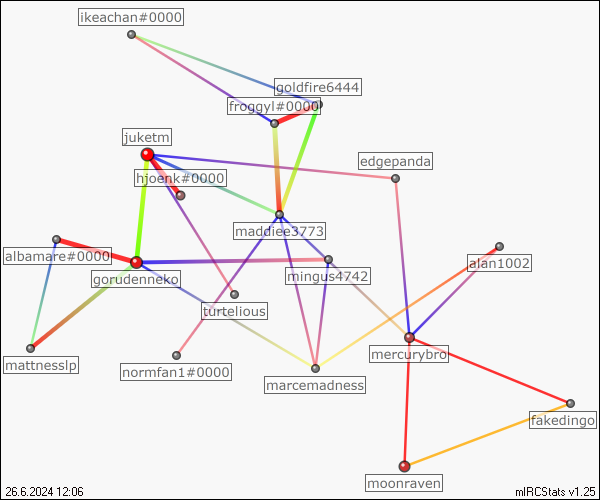 ikeachan#0000
goldfire6444
froggyl#0000
juketm
edgepanda
hjoenk#0000
maddiee3773
albamare#0000
alan1002
mingus4742
gorudenneko
turtelious
mercurybro
mattnesslp
normfan1#0000
marcemadness
fakedingo
moonraven
26.6.2024 12:06
mIRCStats v1.25